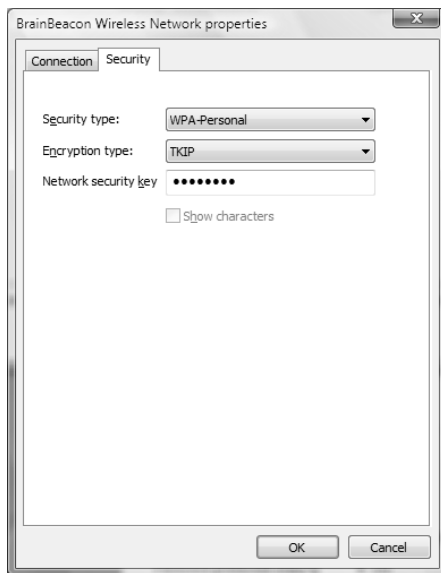 BrainBeacon Wireless Network properties
Connection Security
Security type: WPA-Personal
Encryption type: TKIP
Network security key ••••••••
Show characters
OK Cancel